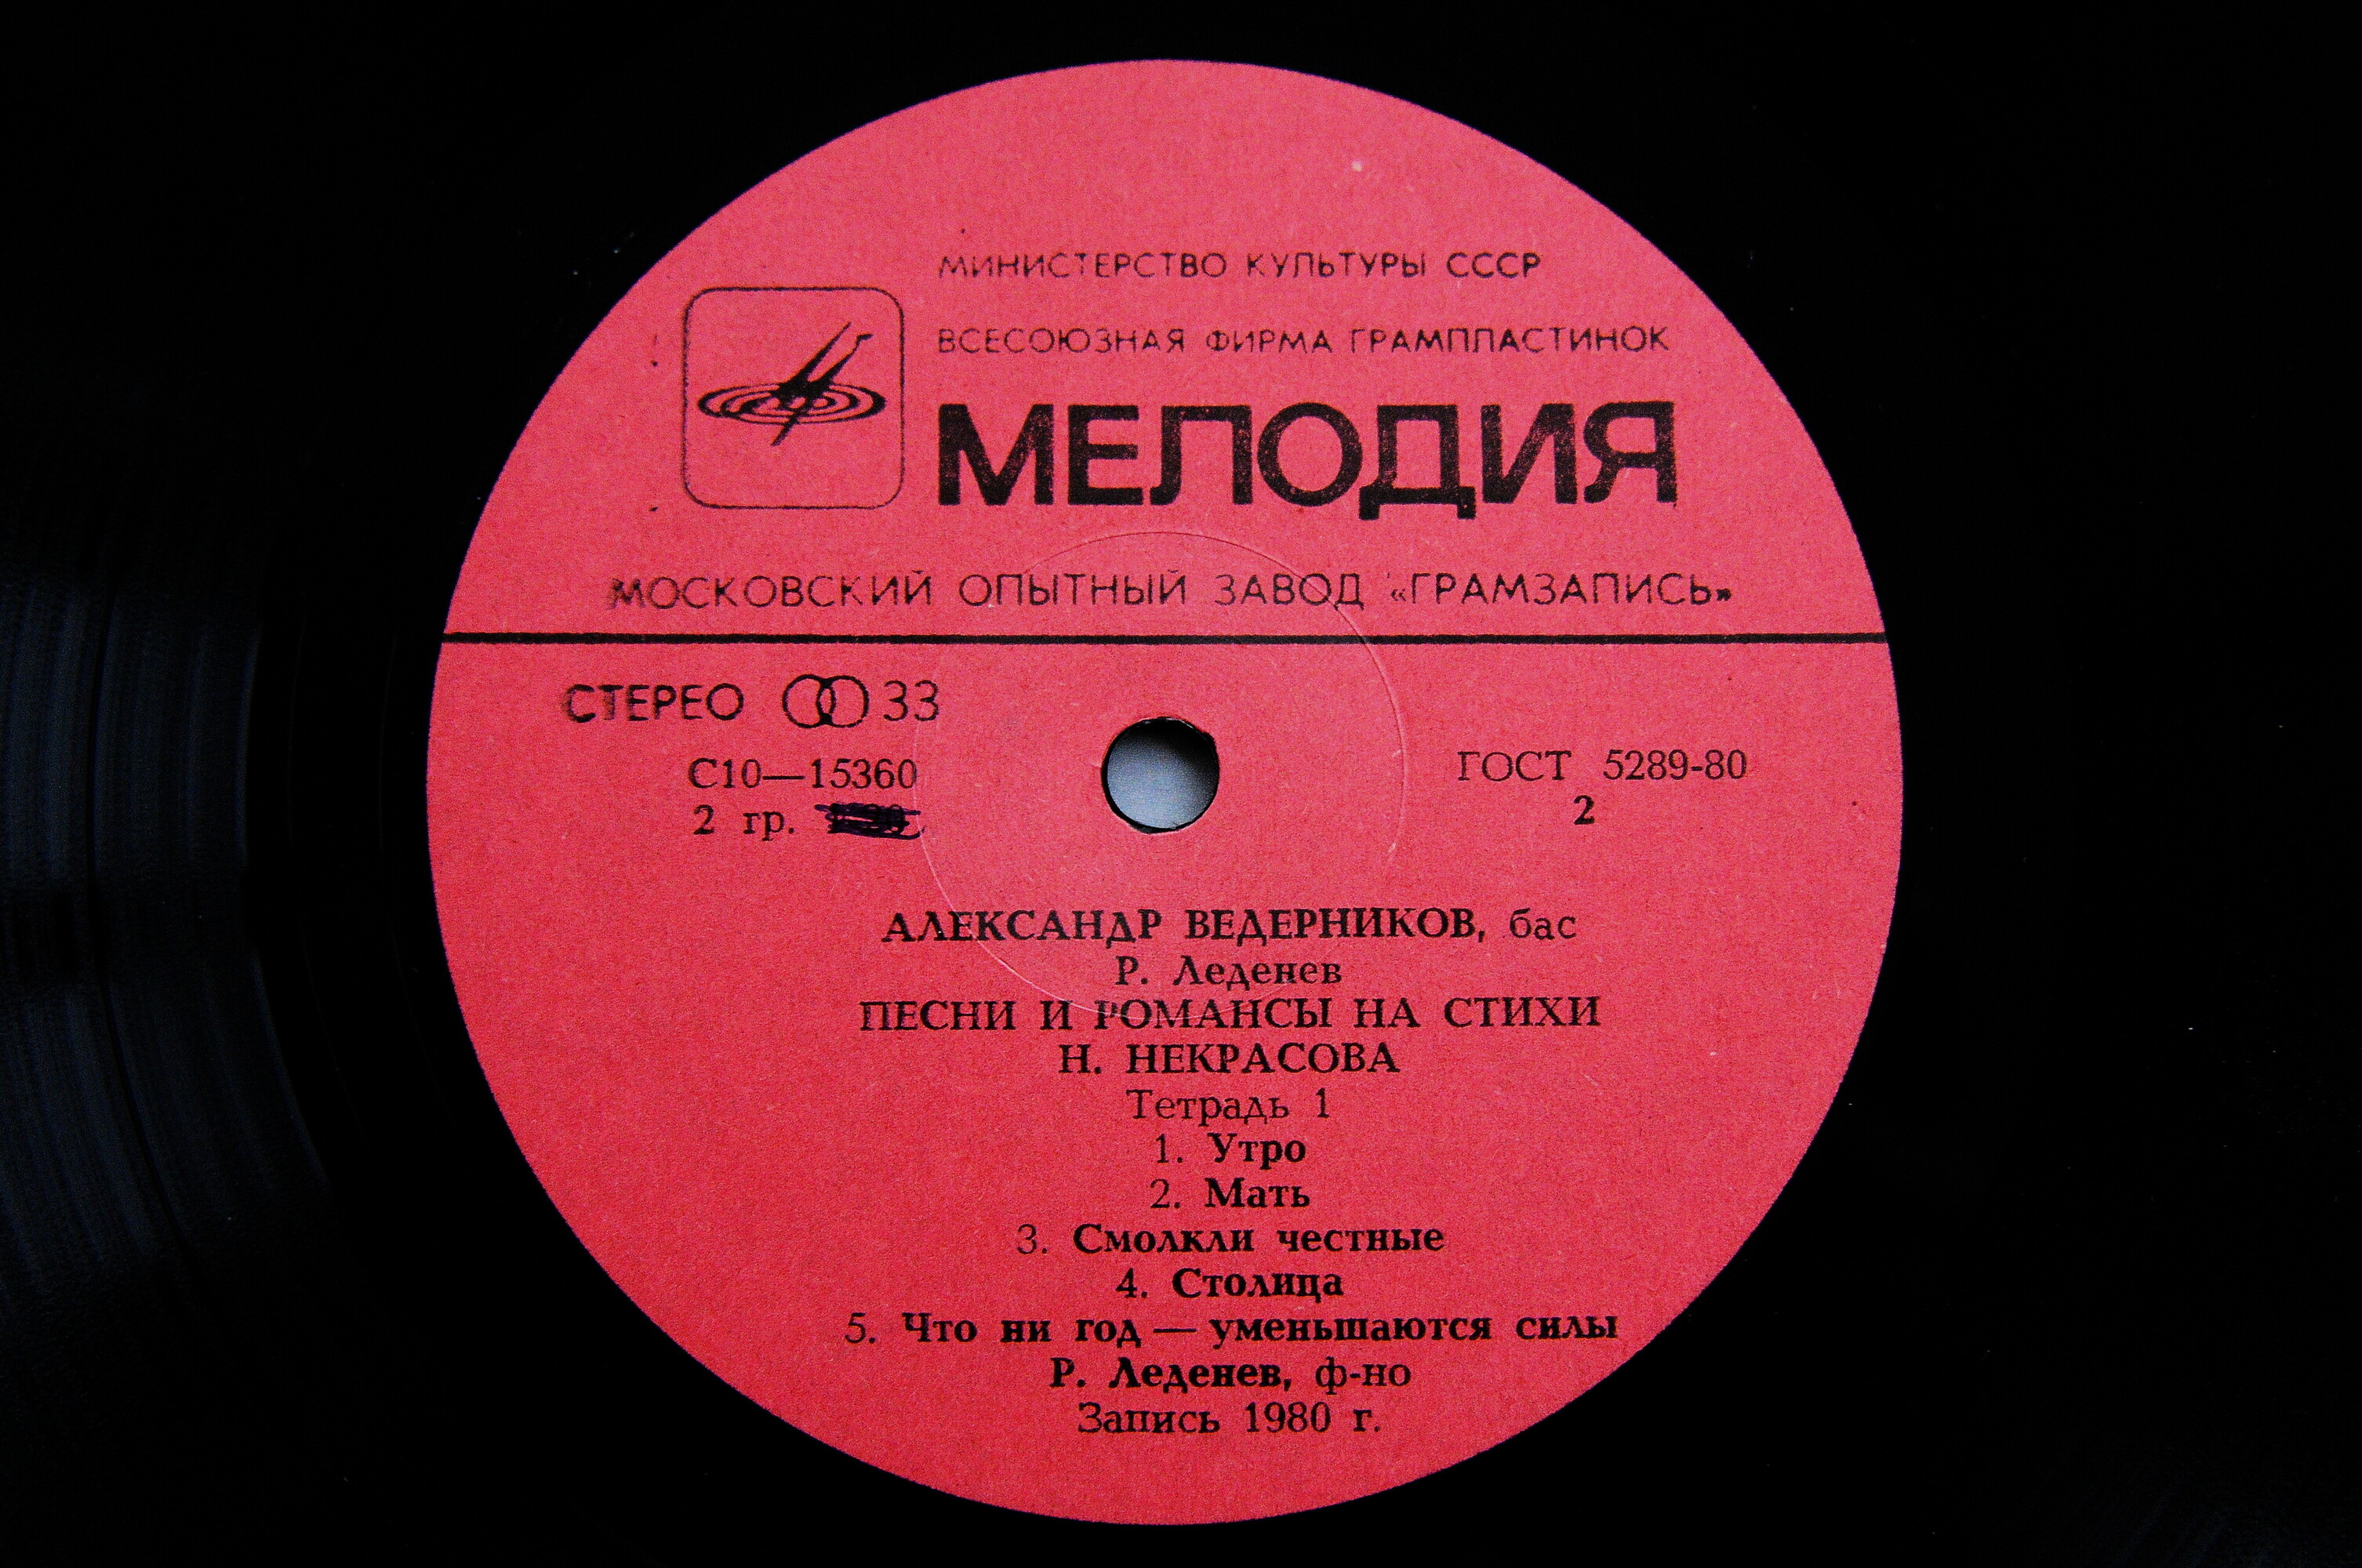 МИНИСТЕРСТВО КУЛЬТУРЫ СССР
ВСЕСОЮЗНАЯ ФИРМА ГРАМПЛАСТИНОК
МЕЛОДИЯ
МОСКОВСКИЙ ОПЫТНЫЙ ЗАВОД «ГРАМЗАПИСЬ»
СТЕРЕО 33
С10—15360
2 гр.
ГОСТ 5289-80
2
АЛЕКСАНДР ВЕДЕРНИКОВ, бас
Р. Леденев
ПЕСНИ И РОМАНСЫ НА СТИХИ
Н. НЕКРАСОВА
Тетрадь 1
1. Утро
2. Мать
3. Смолкли честные
4. Столица
5. Что ни год — уменьшаются силы
Р. Леденев, ф-но
Запись 1980 г.